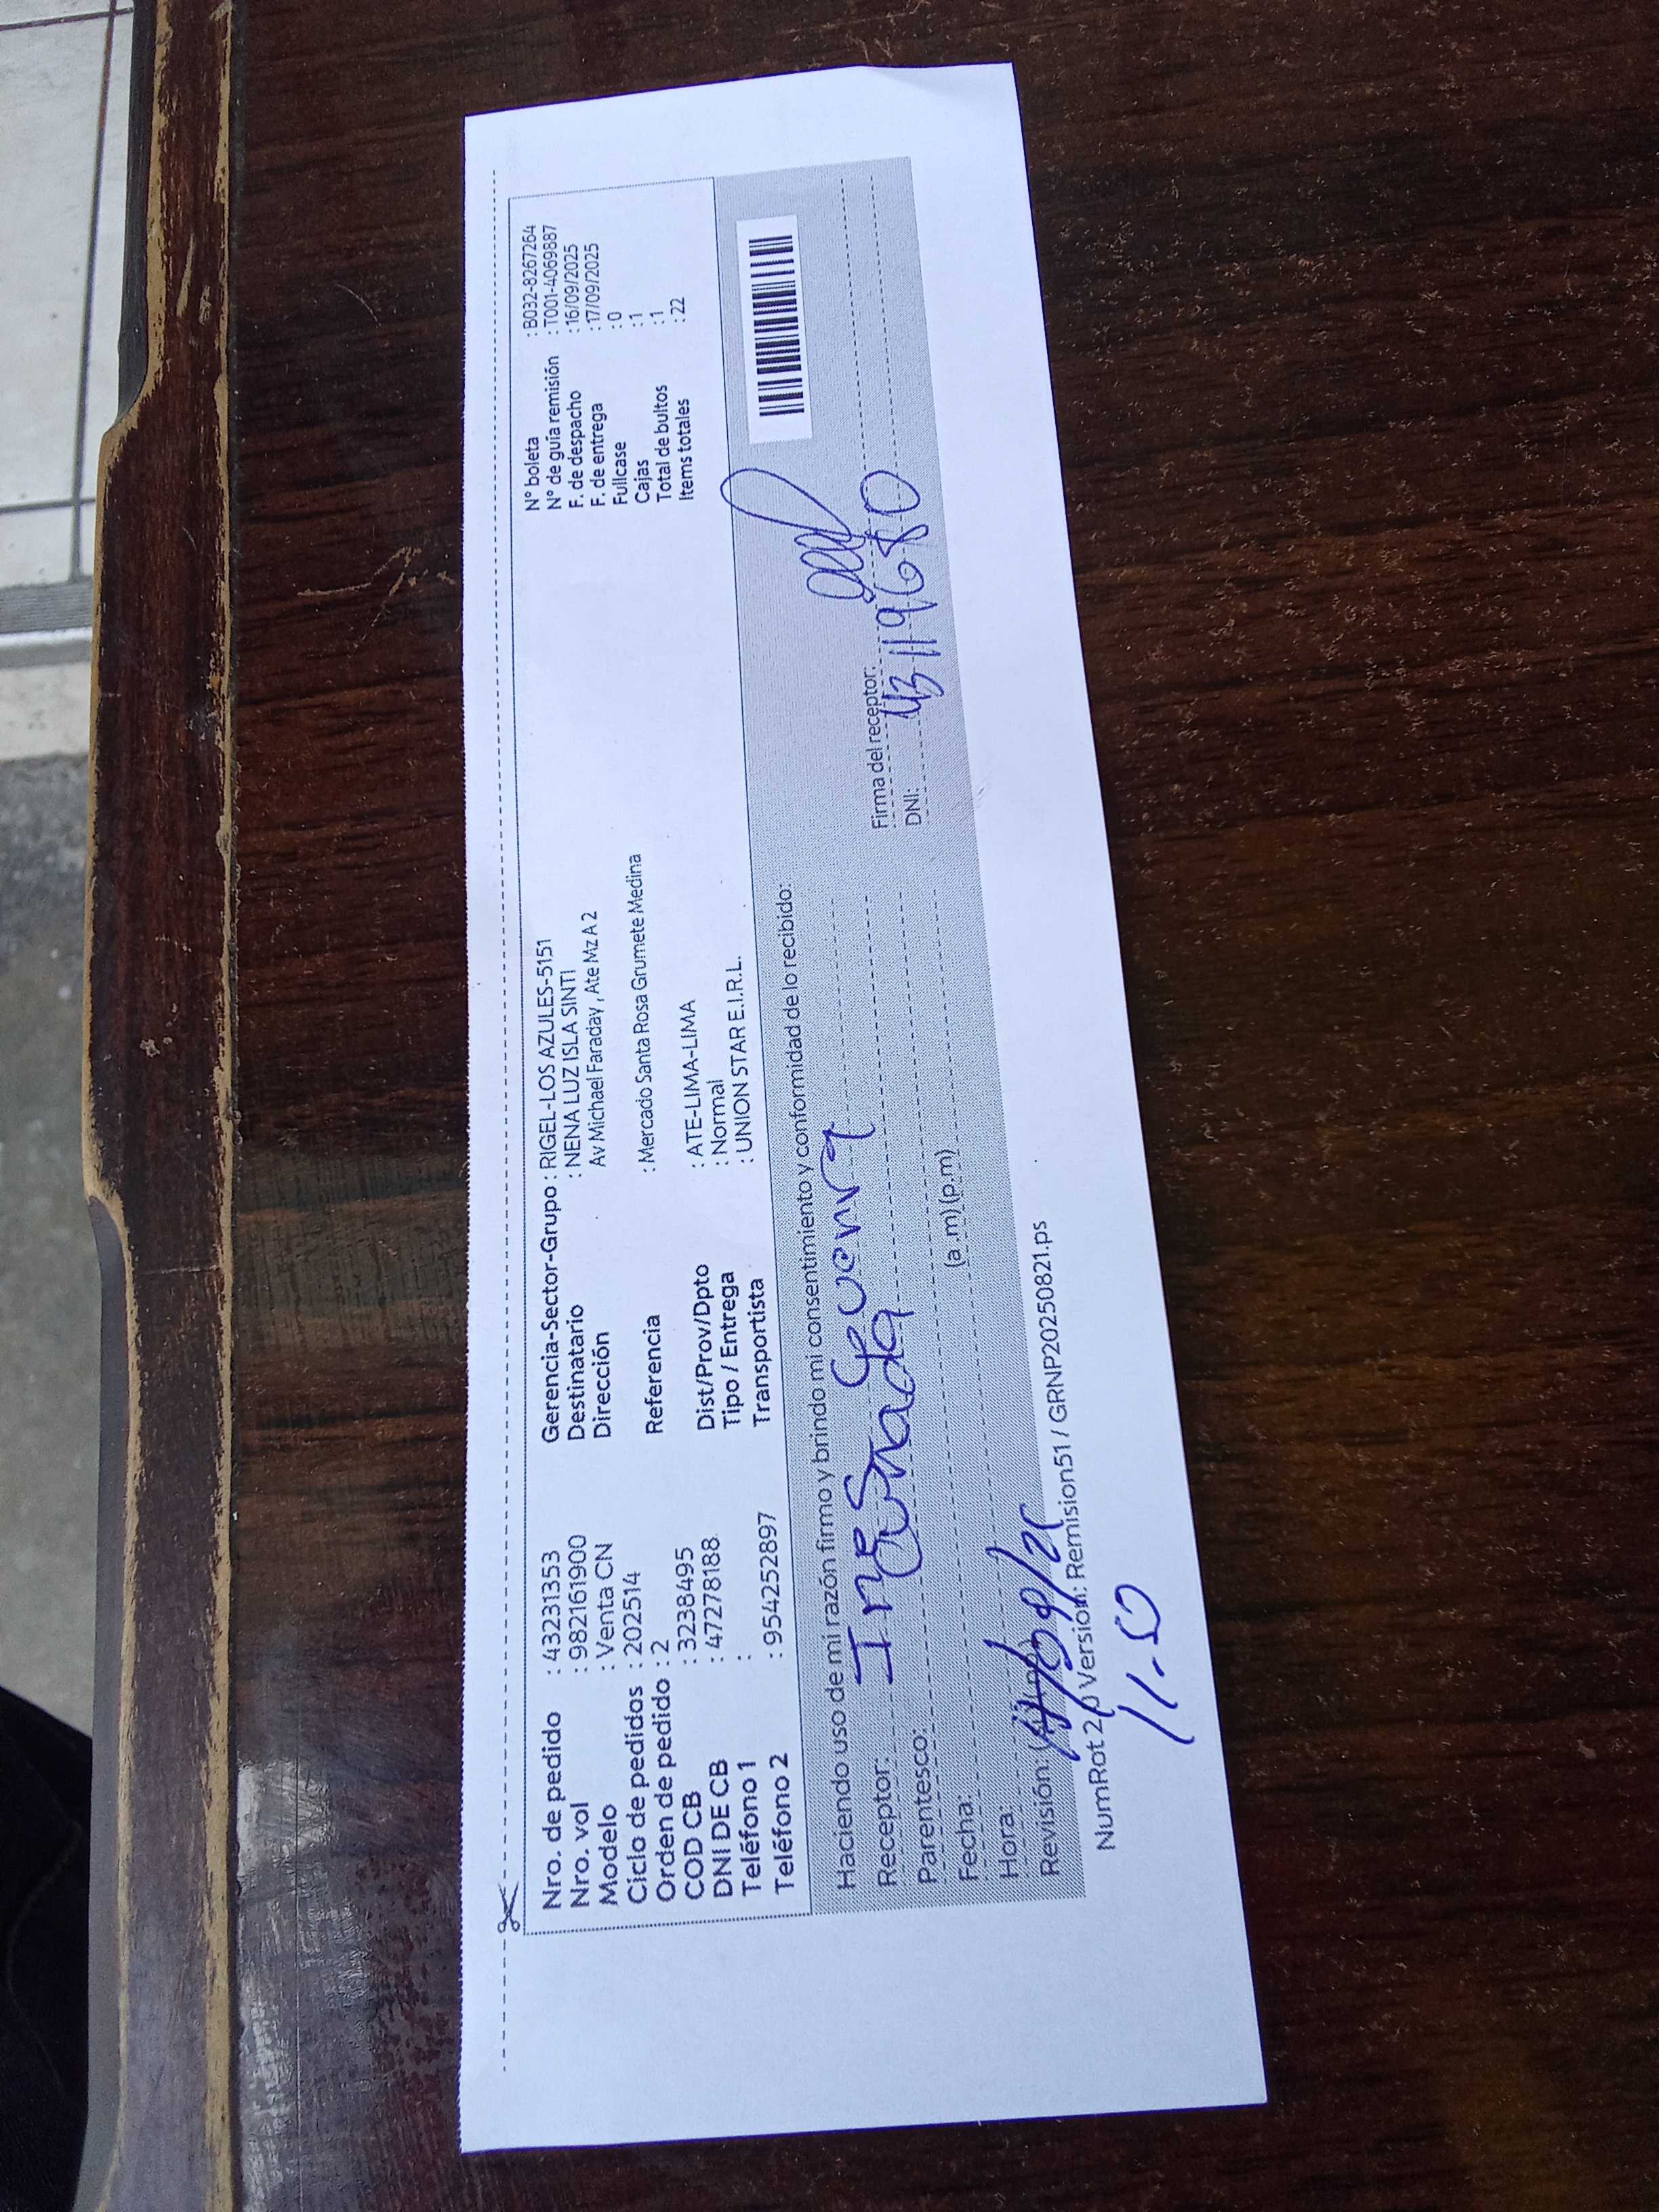 Nro. de pedido : 43231353
Nro. vol : 982161900
Modelo : Venta CN
Ciclo de pedidos : 202514
Orden de pedido : 2
COD CB : 3238495
DNI DE CB : 47278188
Teléfono 1 :
Teléfono 2 : 954252897
Gerencia-Sector-Grupo : RIGEL-LOS AZULES-5151
Destinatario : NENA LUZ ISLA SINTI
Dirección Av Michael Faraday , Ate Mz A 2
Referencia : Mercado Santa Rosa Grumete Medina
Dist/Prov/Dpto : ATE-LIMA-LIMA
Tipo / Entrega : Normal
Transportista : UNION STAR E.I.R.L.
N° boleta : B032-8267264
N° de guía remisión : T001-4069887
F. de despacho : 16/09/2025
F. de entrega : 17/09/2025
Fullcase : 0
Cajas : 1
Total de bultos : 1
Items totales : 22
Haciendo uso de mi razón firmo y brindo mi consentimiento y conformidad de lo recibido:
Receptor: Ines
Parentesco:
Fecha:
Hora: (a .m) (p.m)
Revisión:
Firma del receptor:
DNI: 43119680
NumRot 2 Version: Remision51 / GRNP20250821.ps
11.50